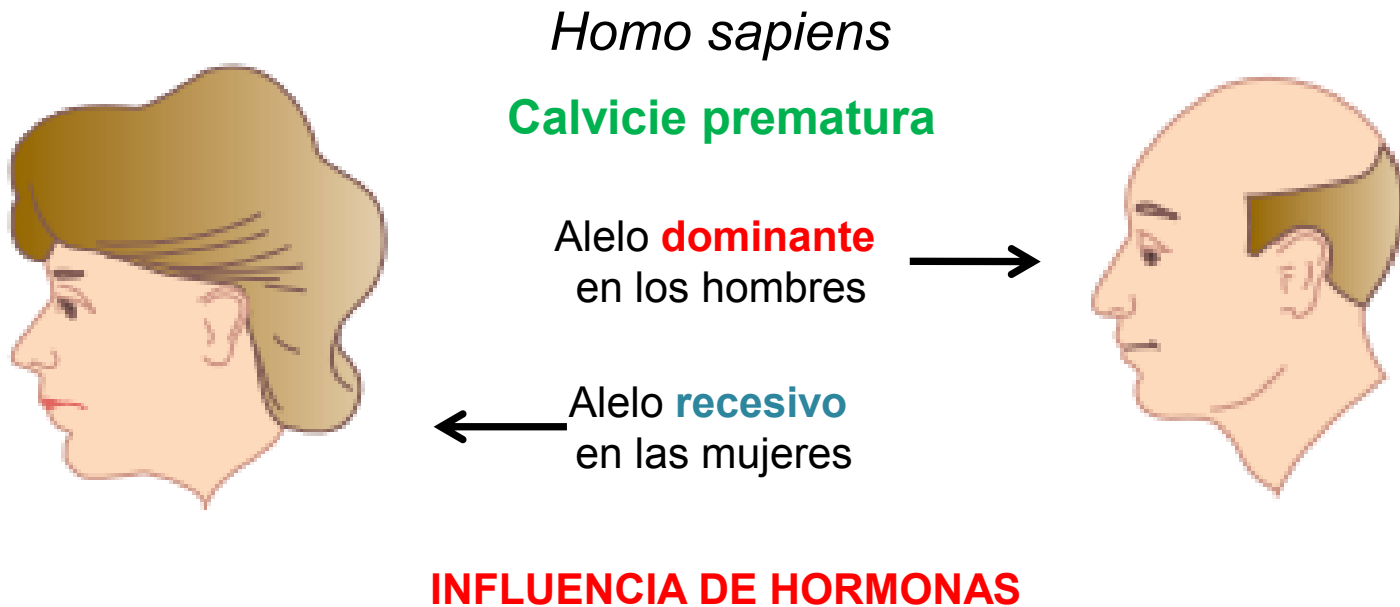 Homo sapiens
Calvicie prematura
Alelo dominante
en los hombres
Alelo recesivo
en las mujeres
INFLUENCIA DE HORMONAS